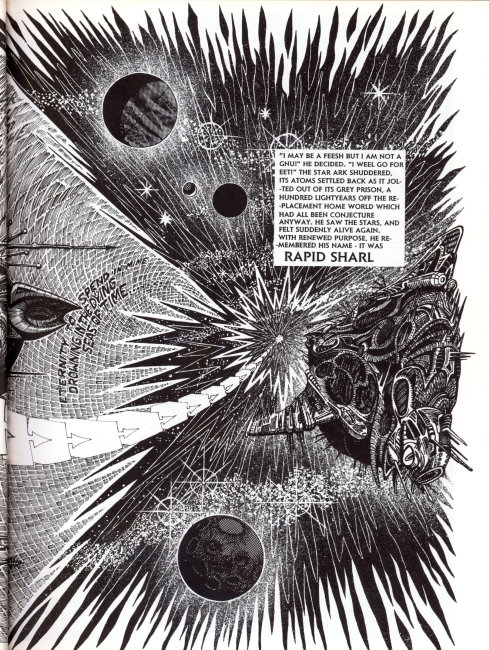 "I MAY BE A FEESH BUT I AM NOT A
GNU!" HE DECIDED. "I WEEL GO FOR
EET!" THE STAR ARK SHUDDERED,
ITS ATOMS SETTLED BACK AS IT JOL-
-TED OUT OF ITS GREY PRISON, A
HUNDRED LIGHTYEARS OFF THE RE-
-PLACEMENT HOME WORLD WHICH
HAD ALL BEEN CONJECTURE
ANYWAY. HE SAW THE STARS, AND
FELT SUDDENLY ALIVE AGAIN.
WITH RENEWED PURPOSE, HE RE-
-MEMBERED HIS NAME - IT WAS
RAPID SHARL
ETERNITY
DROWNING IN
SEAS OF TIME